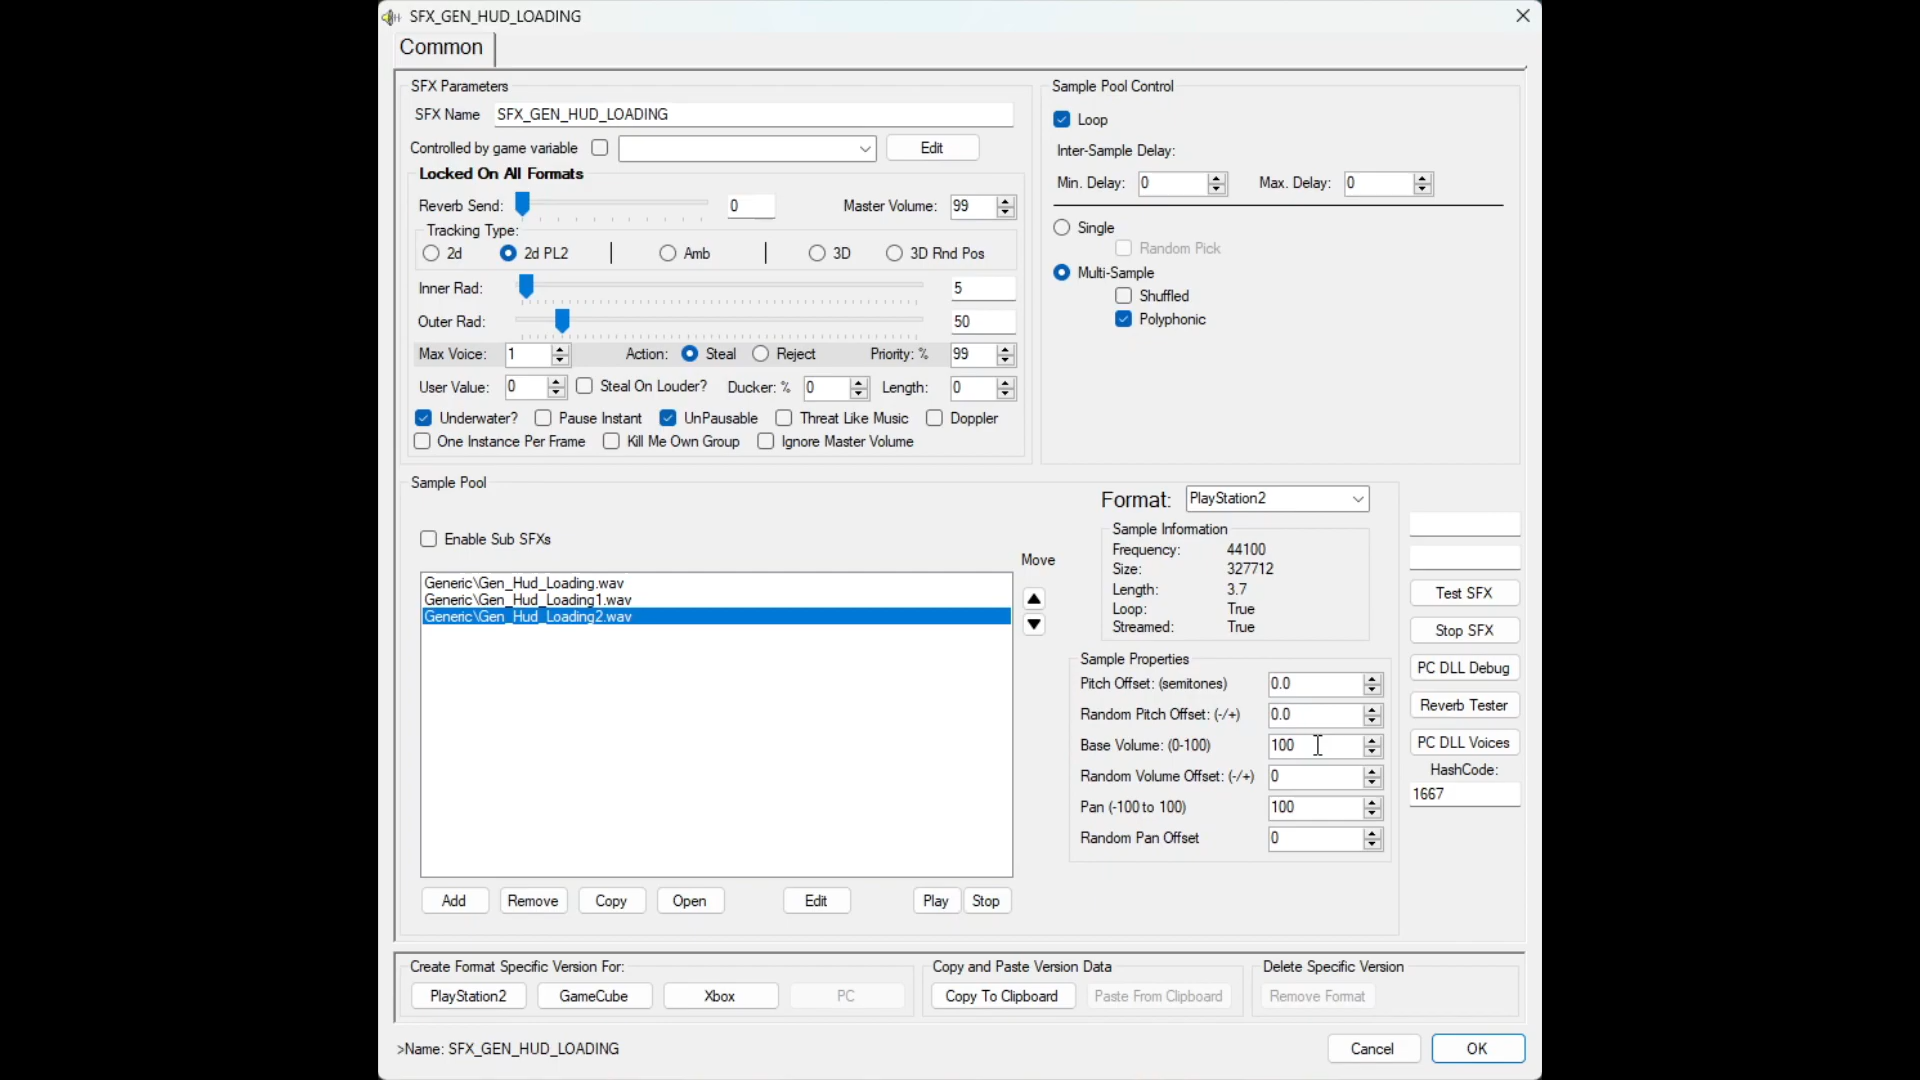 SFX_GEN_HUD_LOADING
Common
SFX Parameters
SFX Name SFX_GEN_HUD_LOADING
Controlled by game variable Edit
Locked On All Formats
Reverb Send: 0 Master Volume: 99
Tracking Type:
2d 2d PL2 Amb 3D 3D Rnd Pos
Inner Rad: 5
Outer Rad: 50
Max Voice: 1 Action: Steal Reject Priority: % 99
User Value: 0 Steal On Louder? Ducker: % 0 Length: 0
Underwater? Pause Instant UnPausable Threat Like Music Doppler
One Instance Per Frame Kill Me Own Group Ignore Master Volume
Sample Pool Control
Loop
Inter-Sample Delay:
Min. Delay: 0 Max. Delay: 0
Single
Random Pick
Multi-Sample
Shuffled
Polyphonic
Sample Pool
Enable Sub SFXs
Generic\Gen_Hud_Loading.wav
Generic\Gen_Hud_Loading1.wav
Generic\Gen_Hud_Loading2.wav
Move
Add Remove Copy Open Edit Play Stop
Format: PlayStation2
Sample Information
Frequency: 44100
Size: 327712
Length: 3.7
Loop: True
Streamed: True
Sample Properties
Pitch Offset: (semitones) 0.0
Random Pitch Offset: (-/+) 0.0
Base Volume: (0-100) 100
Random Volume Offset: (-/+) 0
Pan (-100 to 100) 100
Random Pan Offset 0
Test SFX
Stop SFX
PC DLL Debug
Reverb Tester
PC DLL Voices
HashCode:
1667
Create Format Specific Version For:
PlayStation2 GameCube Xbox PC
Copy and Paste Version Data
Copy To Clipboard Paste From Clipboard
Delete Specific Version
Remove Format
>Name: SFX_GEN_HUD_LOADING
Cancel OK